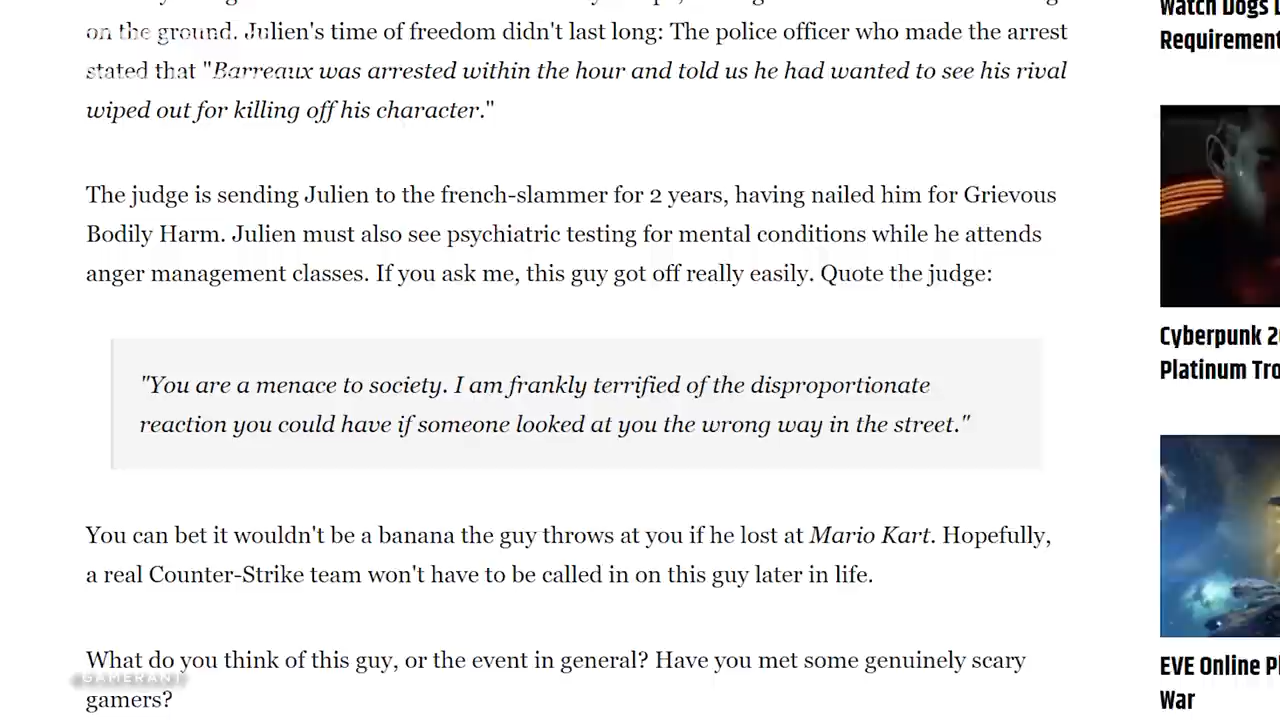 on the ground. Julien's time of freedom didn't last long: The police officer who made the arrest
stated that "Barreaux was arrested within the hour and told us he had wanted to see his rival
wiped out for killing off his character."
The judge is sending Julien to the french-slammer for 2 years, having nailed him for Grievous
Bodily Harm. Julien must also see psychiatric testing for mental conditions while he attends
anger management classes. If you ask me, this guy got off really easily. Quote the judge:
"You are a menace to society. I am frankly terrified of the disproportionate
reaction you could have if someone looked at you the wrong way in the street."
You can bet it wouldn't be a banana the guy throws at you if he lost at Mario Kart. Hopefully,
a real Counter-Strike team won't have to be called in on this guy later in life.
What do you think of this guy, or the event in general? Have you met some genuinely scary
gamers?
GAMERANT
Watch Dogs
Requirement
Cyberpunk
Platinum Tro
EVE Online
War